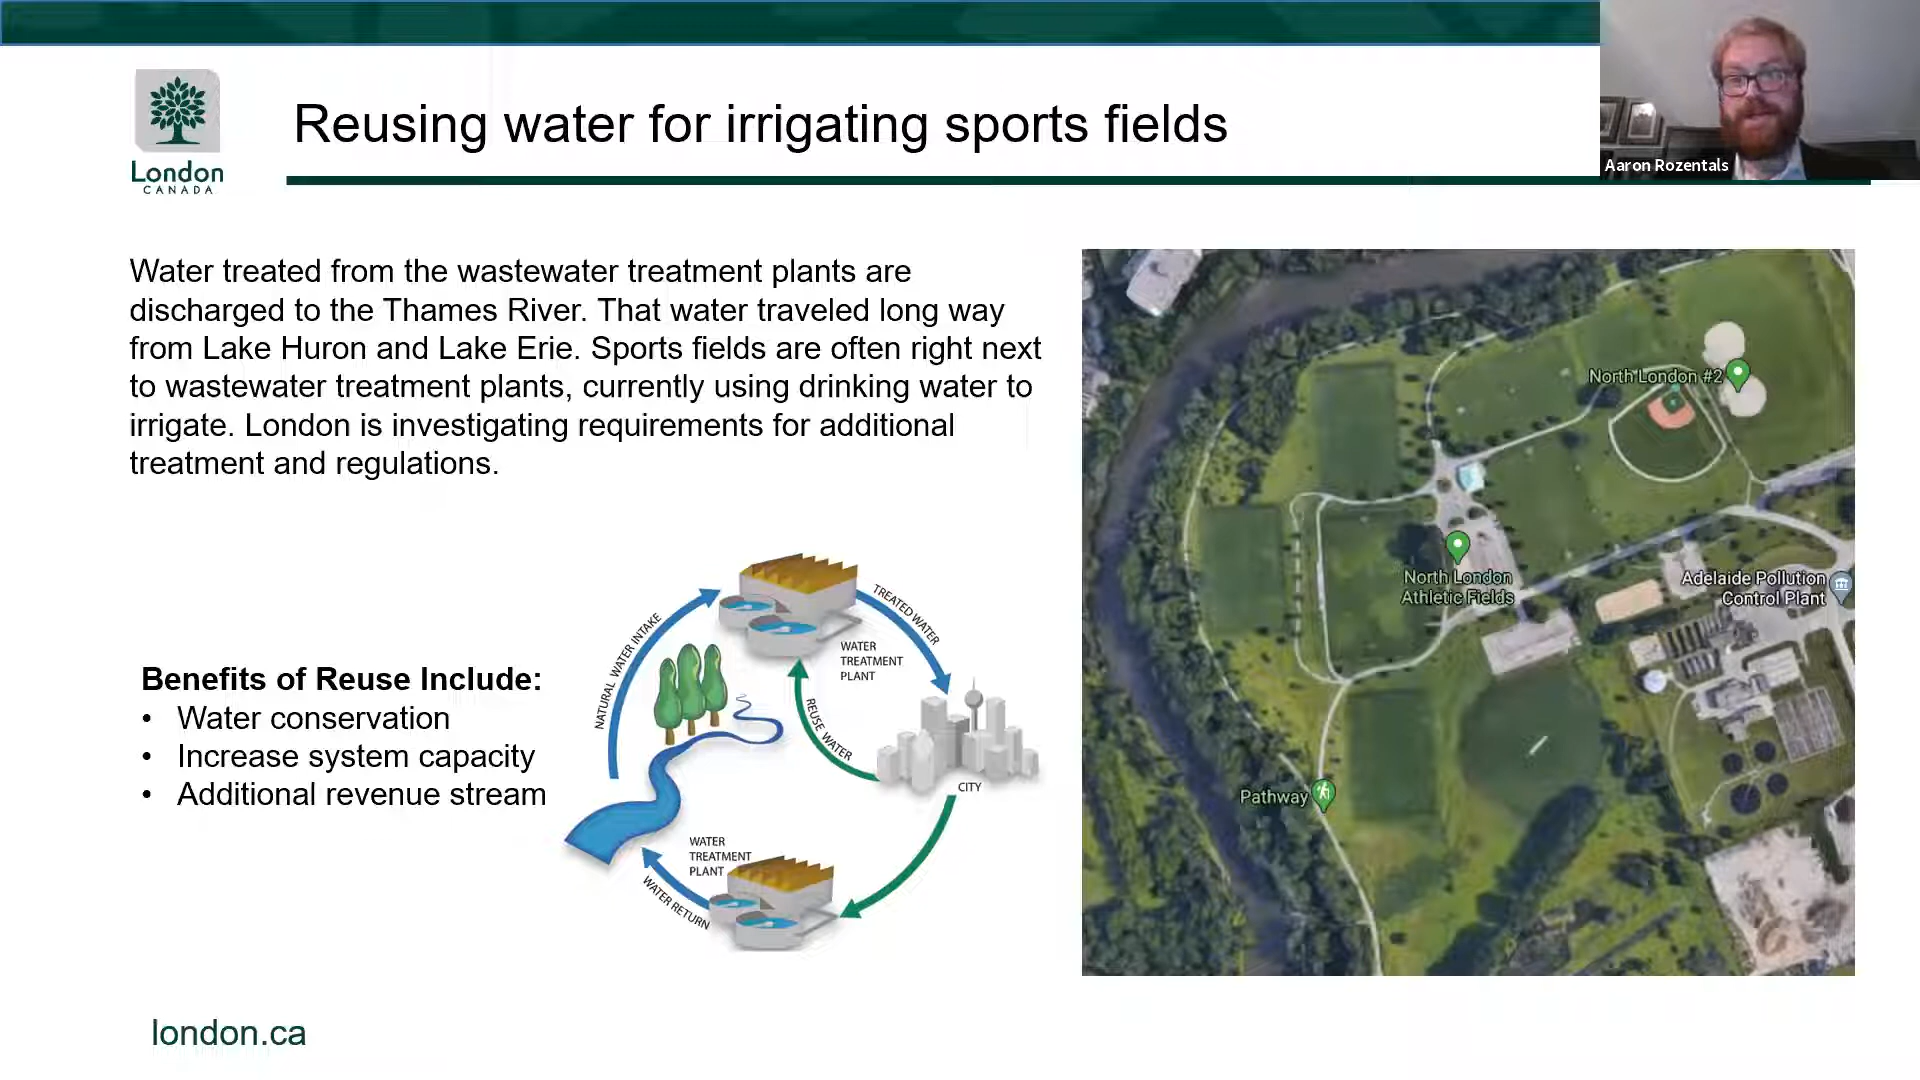 London
CANADA
Reusing water for irrigating sports fields
Aaron Rozentals
Water treated from the wastewater treatment plants are
discharged to the Thames River. That water traveled long way
from Lake Huron and Lake Erie. Sports fields are often right next
to wastewater treatment plants, currently using drinking water to
irrigate. London is investigating requirements for additional
treatment and regulations.
Benefits of Reuse Include:
• Water conservation
• Increase system capacity
• Additional revenue stream
NATURAL WATER INTAKE
TREATED WATER
WATER
TREATMENT
PLANT
REUSE WATER
CITY
WATER
TREATMENT
PLANT
WATER RETURN
North London #2
North London
Athletic Fields
Adelaide Pollution
Control Plant
Pathway
london.ca